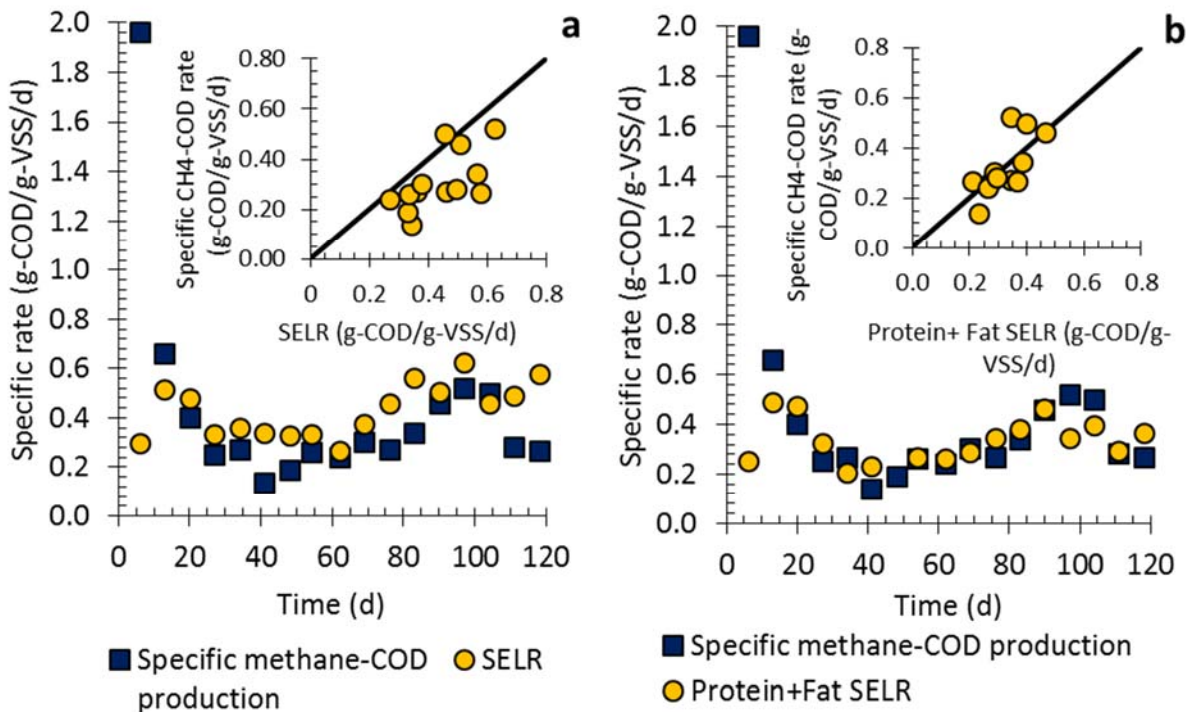 a
Specific rate (g-COD/g-VSS/d)
2.0
1.8
1.6
1.4
1.2
1.0
0.8
0.6
0.4
0.2
0.0
0 20 40 60 80 100 120
Time (d)
Specific CH4-COD rate
(g-COD/g-VSS/d)
0.80
0.60
0.40
0.20
0.00
0 0.2 0.4 0.6 0.8
SELR (g-COD/g-VSS/d)
Specific methane-COD
production
SELR
b
Specific rate (g-COD/g-VSS/d)
2.0
1.8
1.6
1.4
1.2
1.0
0.8
0.6
0.4
0.2
0.0
0 20 40 60 80 100 120
Time (d)
Specific CH4-COD rate (g-
COD/g-VSS/d)
0.8
0.6
0.4
0.2
0.0
0.0 0.2 0.4 0.6 0.8
Protein+ Fat SELR (g-COD/g-
VSS/d)
Specific methane-COD production
Protein+Fat SELR